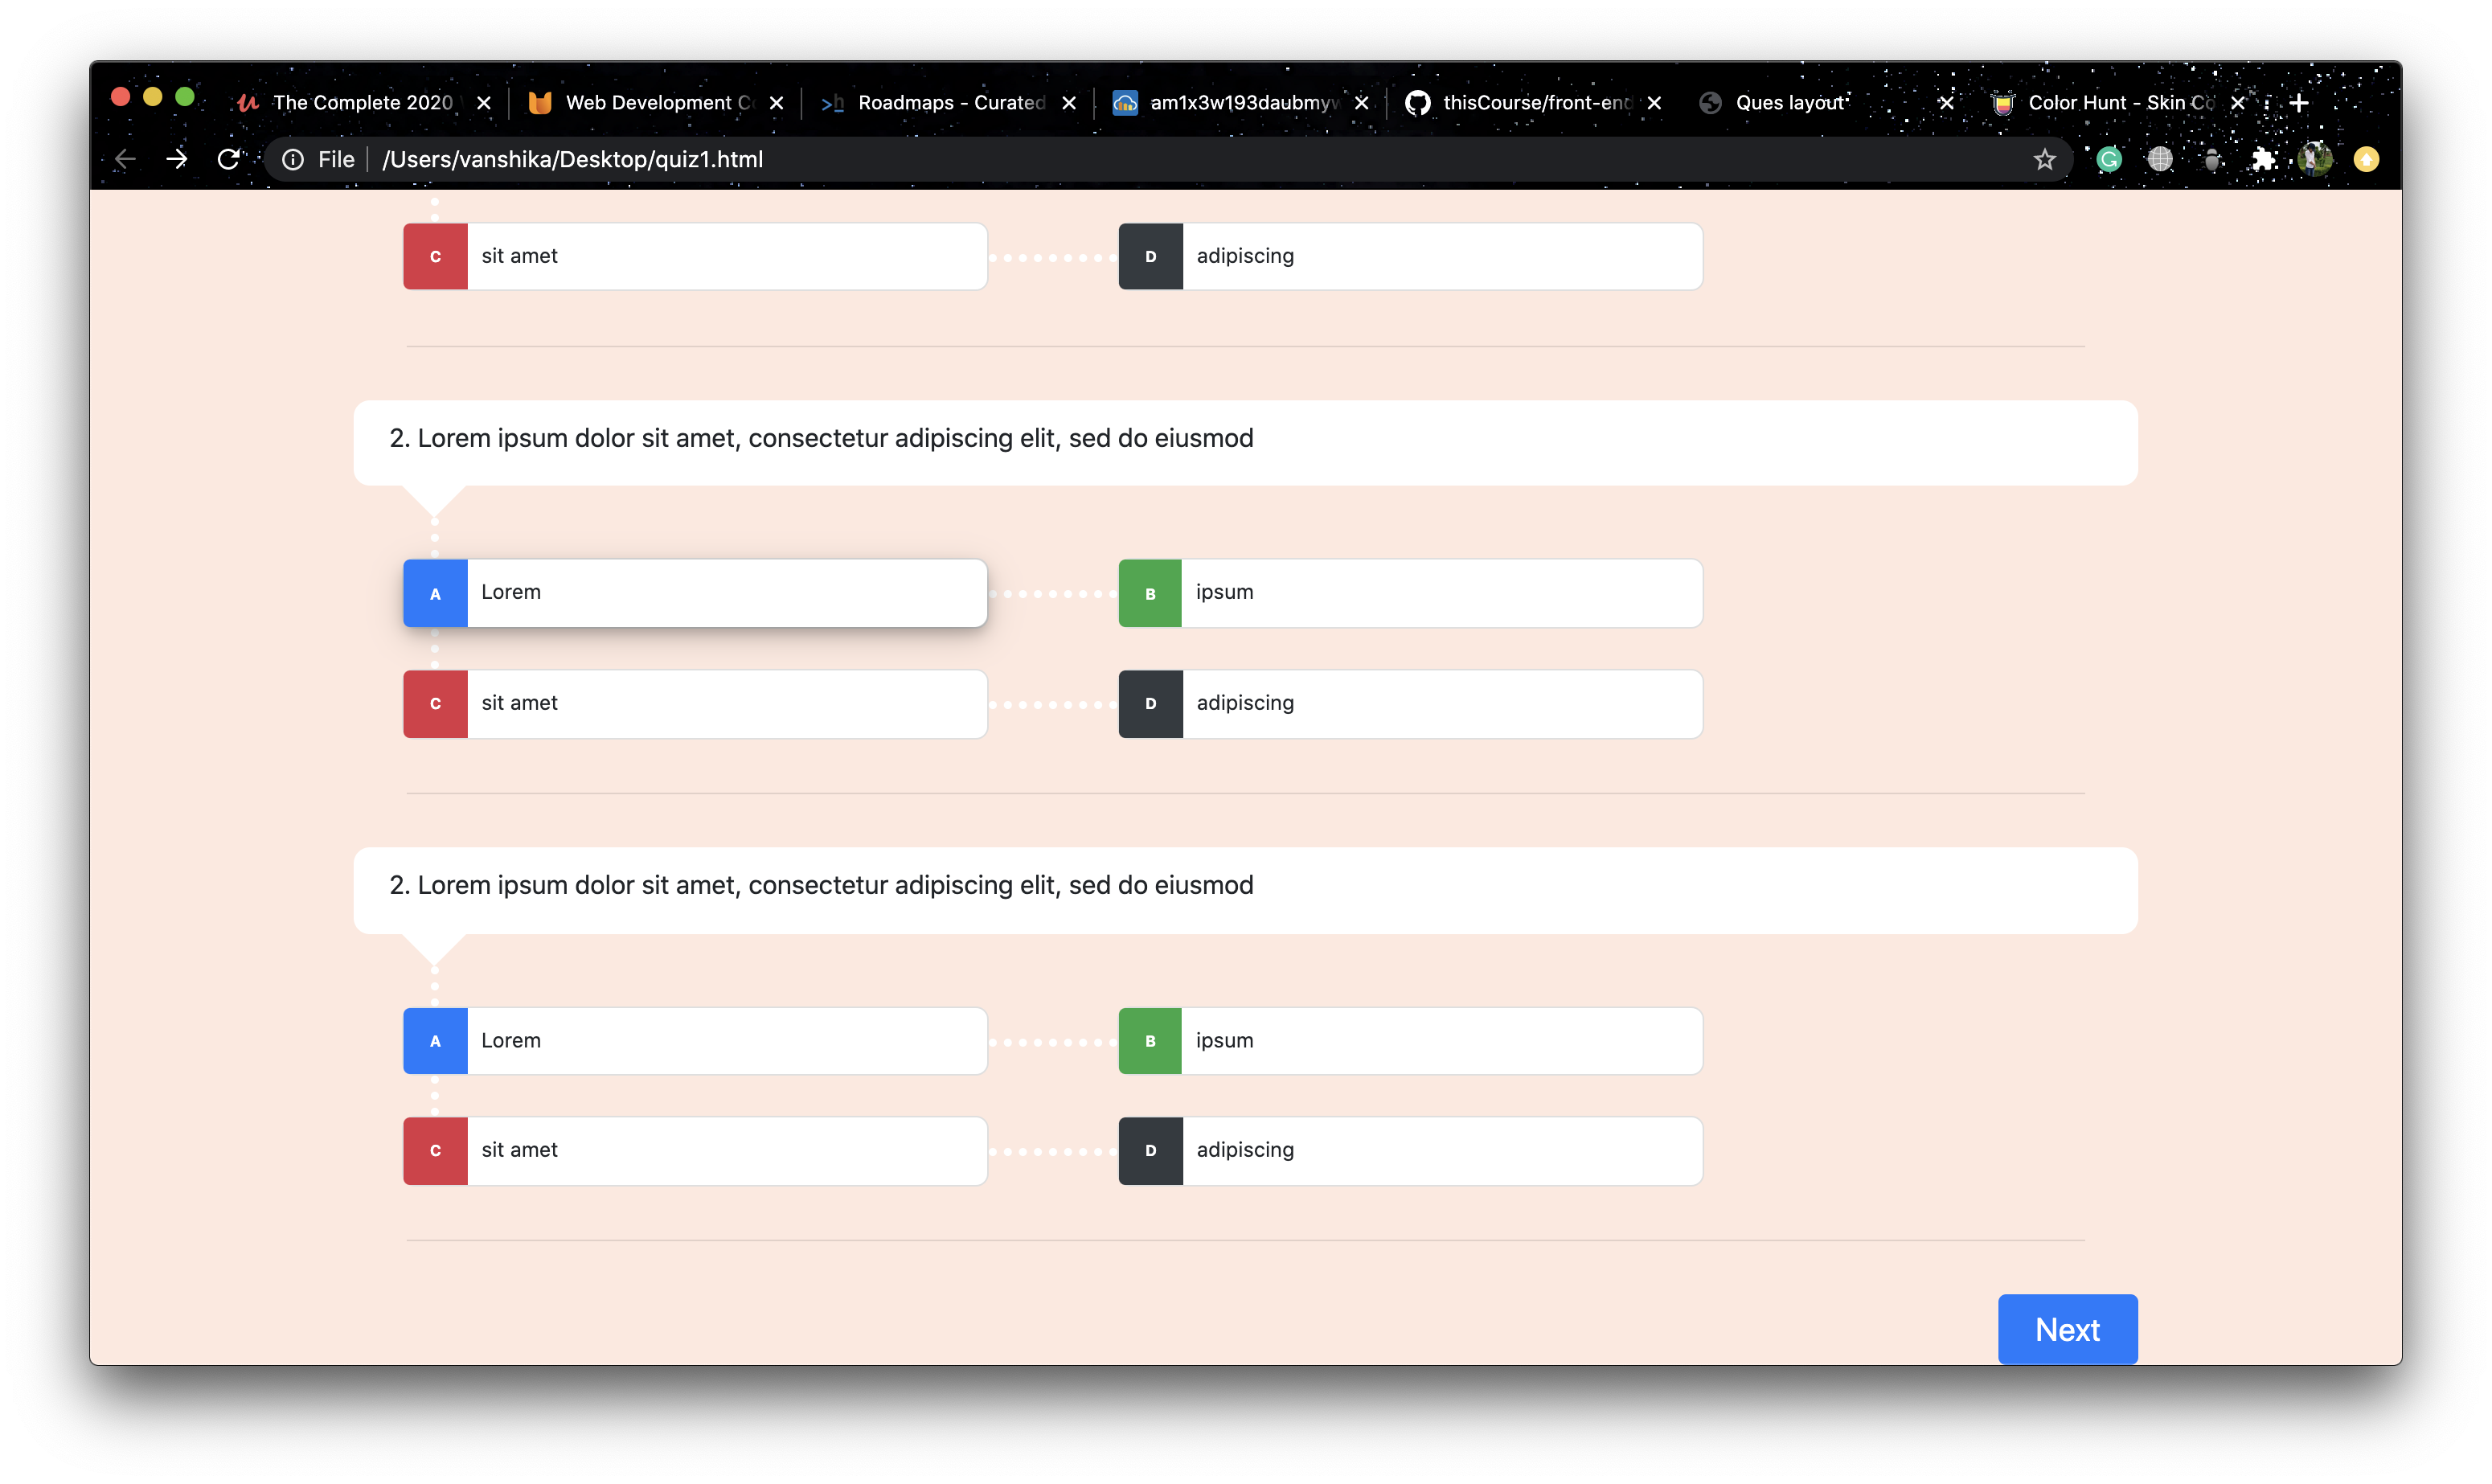 The Complete 2020
Web Development C
Roadmaps - Curated
am1x3w193daubmyw
thisCourse/front-end
Ques layout
Color Hunt - Skin Co
File
/Users/vanshika/Desktop/quiz1.html
C sit amet
D adipiscing
2. Lorem ipsum dolor sit amet, consectetur adipiscing elit, sed do eiusmod
A Lorem
B ipsum
C sit amet
D adipiscing
2. Lorem ipsum dolor sit amet, consectetur adipiscing elit, sed do eiusmod
A Lorem
B ipsum
C sit amet
D adipiscing
Next